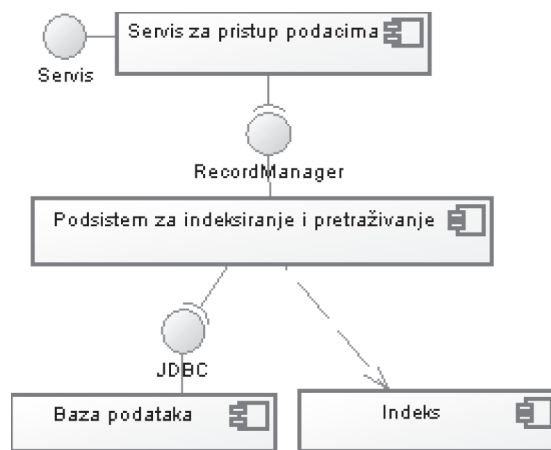 Servis za pristup podacima
Servis
RecordManager
Podsistem za indeksiranje i pretraživanje
JDBC
Baza podataka
Indeks